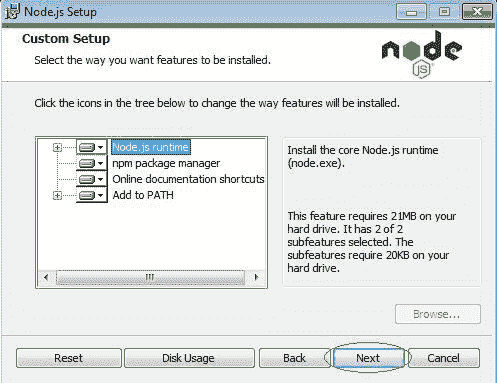 Node.js Setup
Custom Setup
Select the way you want features to be installed.
node
JS
Click the icons in the tree below to change the way features will be installed.
Node.js runtime
npm package manager
Online documentation shortcuts
Add to PATH
Install the core Node.js runtime
(node.exe).
This feature requires 21MB on your
hard drive. It has 2 of 2
subfeatures selected. The
subfeatures require 20KB on your
hard drive.
Browse...
Reset
Disk Usage
Back
Next
Cancel